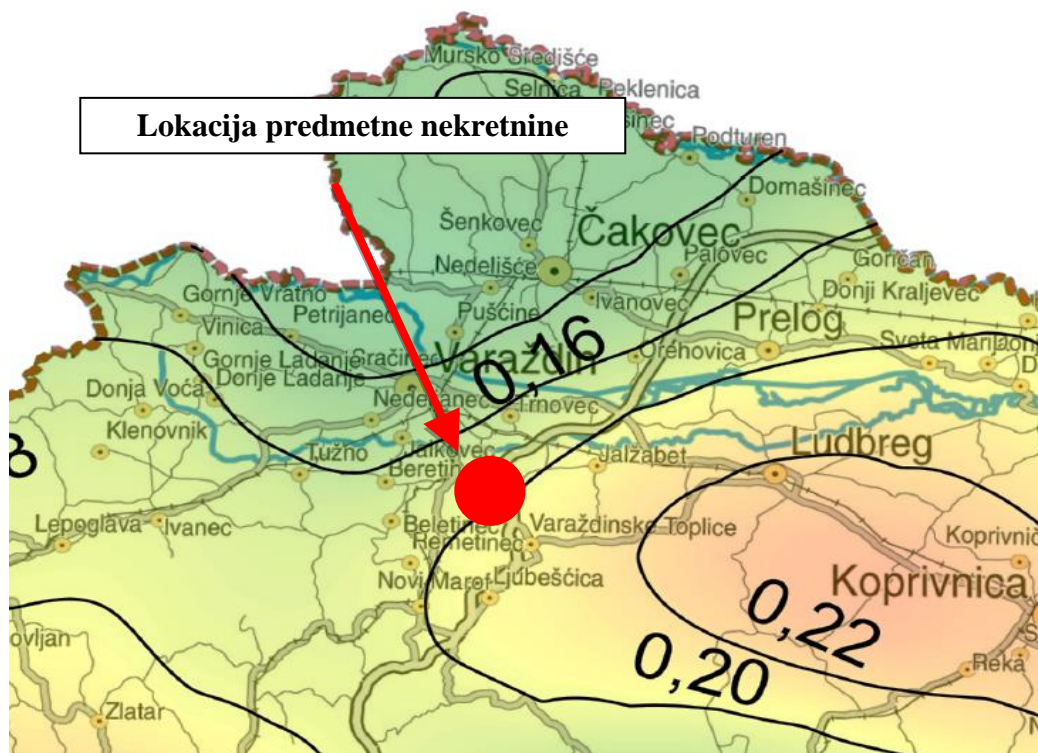 Mursko Središće
Selnica
Peklenica
Lokacija predmetne nekretnine
Podturen
Domašinec
Šenkovec
Čakovec
Nedelišće
Palovec
Goričan
Gornje Vratno
Ivanovec
Donji Kraljevec
Vinica
Petrijanec
Puščine
Prelog
Sveta Marija
Gornje Ladanje
Sračinec
Varaždin
0,16
Orehovica
Donja Voća
Donje Ladanje
Nedeljanec
Trnovec
Klenovnik
Tužno
Jalkovec
Ludbreg
8
Jalžabet
Lepoglava
Ivanec
Beletinec
Varaždinske Toplice
Remetinec
Koprivnica
Novi Marof
Ljubešćica
0,22
0,20
Reka
Zlatar